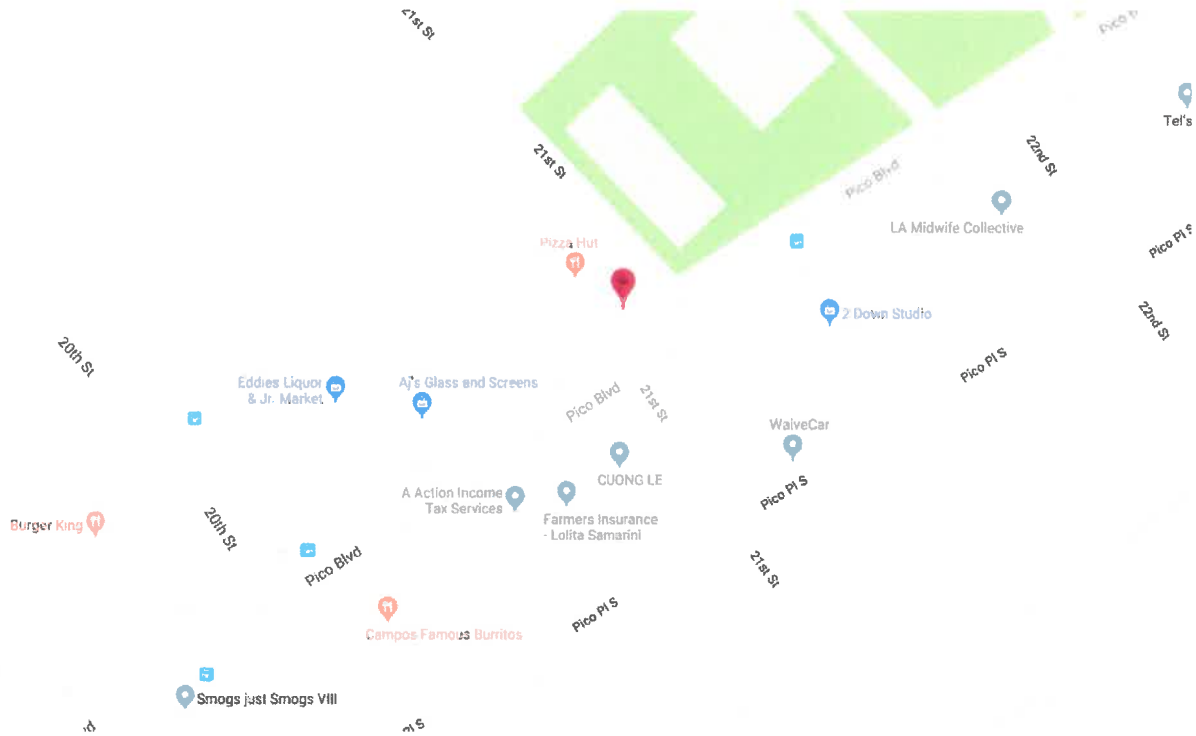 21st St
Pico B
Tel's
21st St
22nd St
Pico Blvd
LA Midwife Collective
Pico Pl S
Pizza Hut
2 Down Studio
22nd St
20th St
Pico Pl S
Eddies Liquor
& Jr. Market
Aj's Glass and Screens
Pico Blvd
21st St
WaiveCar
CUONG LE
A Action Income
Tax Services
Pico Pl S
Farmers Insurance
- Lolita Samarini
Burger King
20th St
Pico Blvd
21st St
Pico Pl S
Campos Famous Burritos
Smogs just Smogs VIII
vd
Pl S